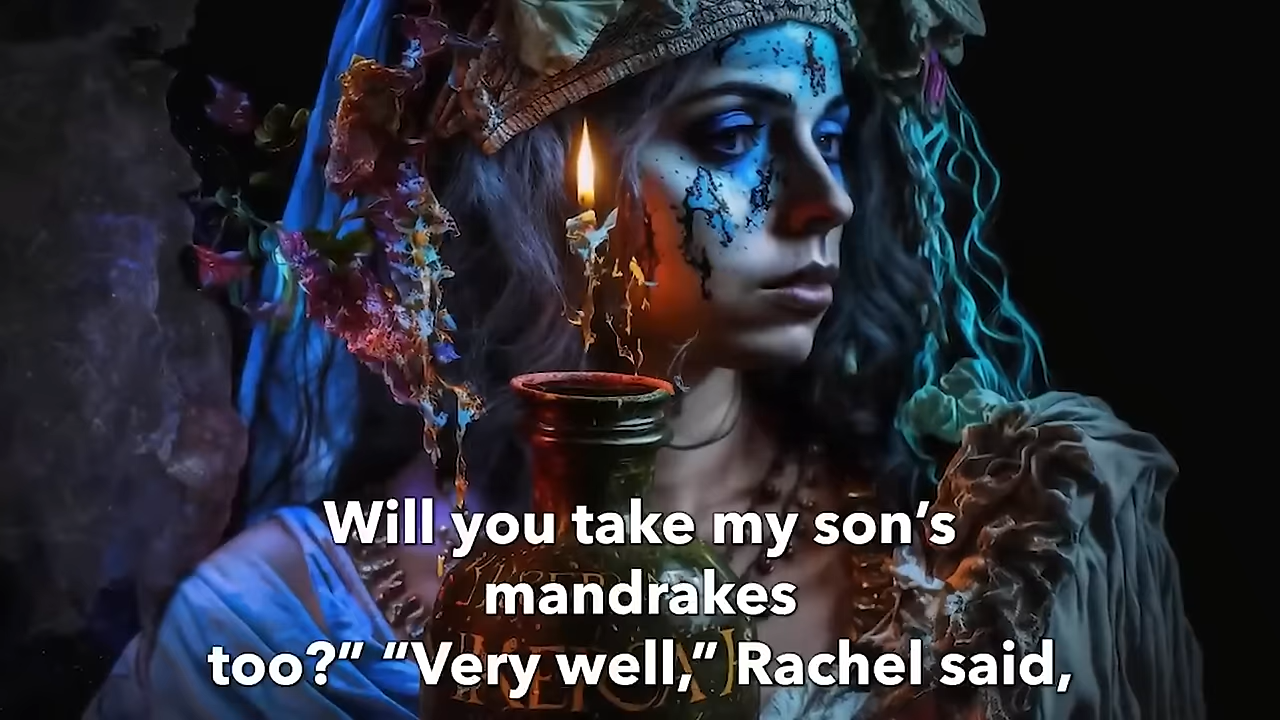 Will you take my son’s
mandrakes
too?” “Very well,” Rachel said,